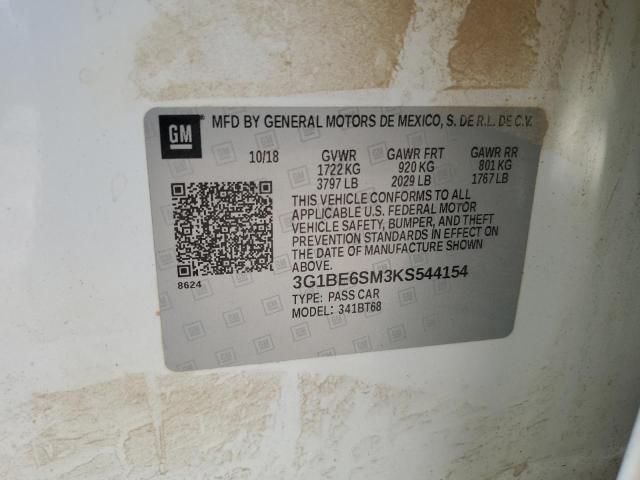 GM MFD BY GENERAL MOTORS DE MEXICO, S. DE R.L. DE C.V.
10/18 GVWR GAWR FRT GAWR RR
1722 KG 920 KG 801 KG
3797 LB 2029 LB 1767 LB
THIS VEHICLE CONFORMS TO ALL
APPLICABLE U.S. FEDERAL MOTOR
VEHICLE SAFETY, BUMPER, AND THEFT
PREVENTION STANDARDS IN EFFECT ON
THE DATE OF MANUFACTURE SHOWN
ABOVE.
8624
3G1BE6SM3KS544154
TYPE: PASS CAR
MODEL: 341BT68